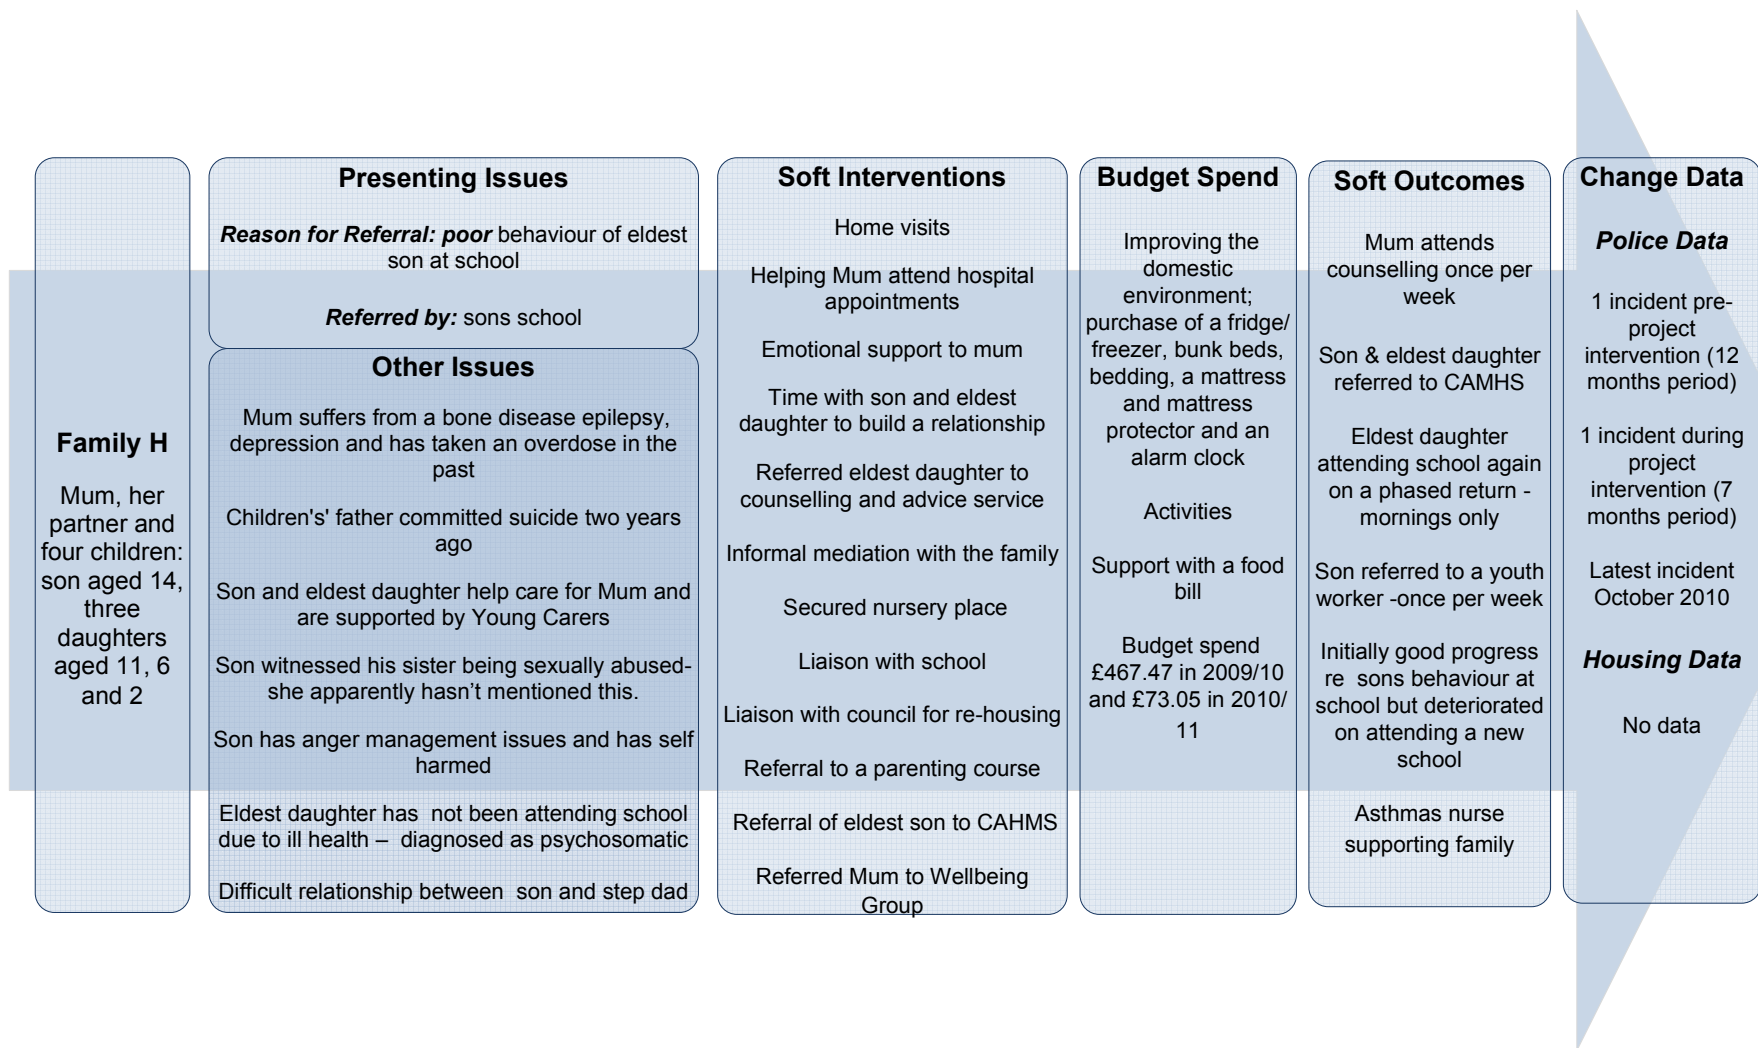 Family H
Mum, her
partner and
four children:
son aged 14,
three
daughters
aged 11, 6
and 2
Presenting Issues
Reason for Referral: poor behaviour of eldest
son at school
Referred by: sons school
Other Issues
Mum suffers from a bone disease epilepsy,
depression and has taken an overdose in the
past
Children's' father committed suicide two years
ago
Son and eldest daughter help care for Mum and
are supported by Young Carers
Son witnessed his sister being sexually abused-
she apparently hasn’t mentioned this.
Son has anger management issues and has self
harmed
Eldest daughter has not been attending school
due to ill health – diagnosed as psychosomatic
Difficult relationship between son and step dad
Soft Interventions
Home visits
Helping Mum attend hospital
appointments
Emotional support to mum
Time with son and eldest
daughter to build a relationship
Referred eldest daughter to
counselling and advice service
Informal mediation with the family
Secured nursery place
Liaison with school
Liaison with council for re-housing
Referral to a parenting course
Referral of eldest son to CAHMS
Referred Mum to Wellbeing
Group
Budget Spend
Improving the
domestic
environment;
purchase of a fridge/
freezer, bunk beds,
bedding, a mattress
and mattress
protector and an
alarm clock
Activities
Support with a food
bill
Budget spend
£467.47 in 2009/10
and £73.05 in 2010/
11
Soft Outcomes
Mum attends
counselling once per
week
Son & eldest daughter
referred to CAMHS
Eldest daughter
attending school again
on a phased return -
mornings only
Son referred to a youth
worker -once per week
Initially good progress
re sons behaviour at
school but deteriorated
on attending a new
school
Asthmas nurse
supporting family
Change Data
Police Data
1 incident pre-
project
intervention (12
months period)
1 incident during
project
intervention (7
months period)
Latest incident
October 2010
Housing Data
No data